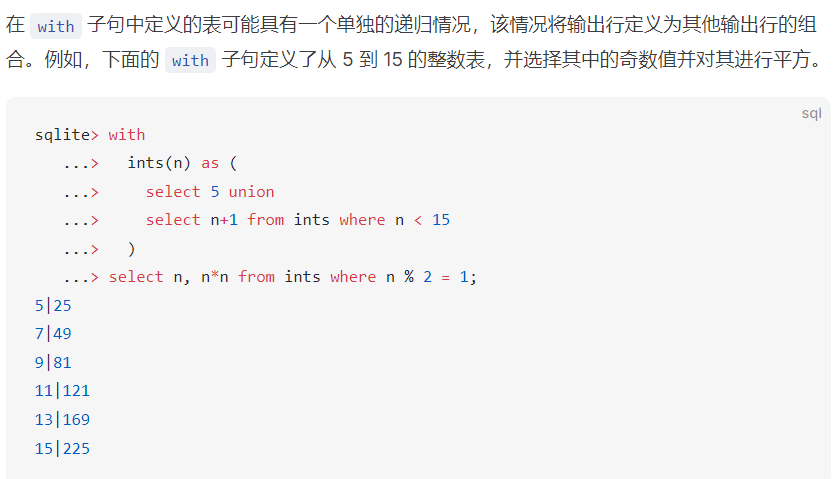 在 with 子句中定义的表可能具有一个单独的递归情况，该情况将输出行定义为其他输出行的组
合。例如，下面的 with 子句定义了从 5 到 15 的整数表，并选择其中的奇数值并对其进行平方。
sql
sqlite> with
   ...>   ints(n) as (
   ...>     select 5 union
   ...>     select n+1 from ints where n < 15
   ...>   )
   ...> select n, n*n from ints where n % 2 = 1;
5|25
7|49
9|81
11|121
13|169
15|225